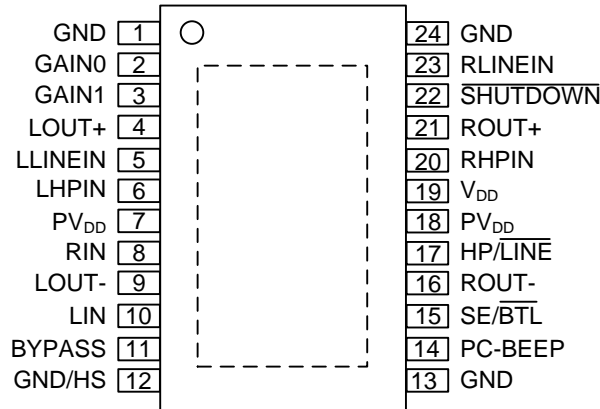 GND 1 24 GND
GAIN0 2 23 RLINEIN
GAIN1 3 22 SHUTDOWN
LOUT+ 4 21 ROUT+
LLINEIN 5 20 RHPIN
LHPIN 6 19 VDD
PVDD 7 18 PVDD
RIN 8 17 HP/LINE
LOUT- 9 16 ROUT-
LIN 10 15 SE/BTL
BYPASS 11 14 PC-BEEP
GND/HS 12 13 GND